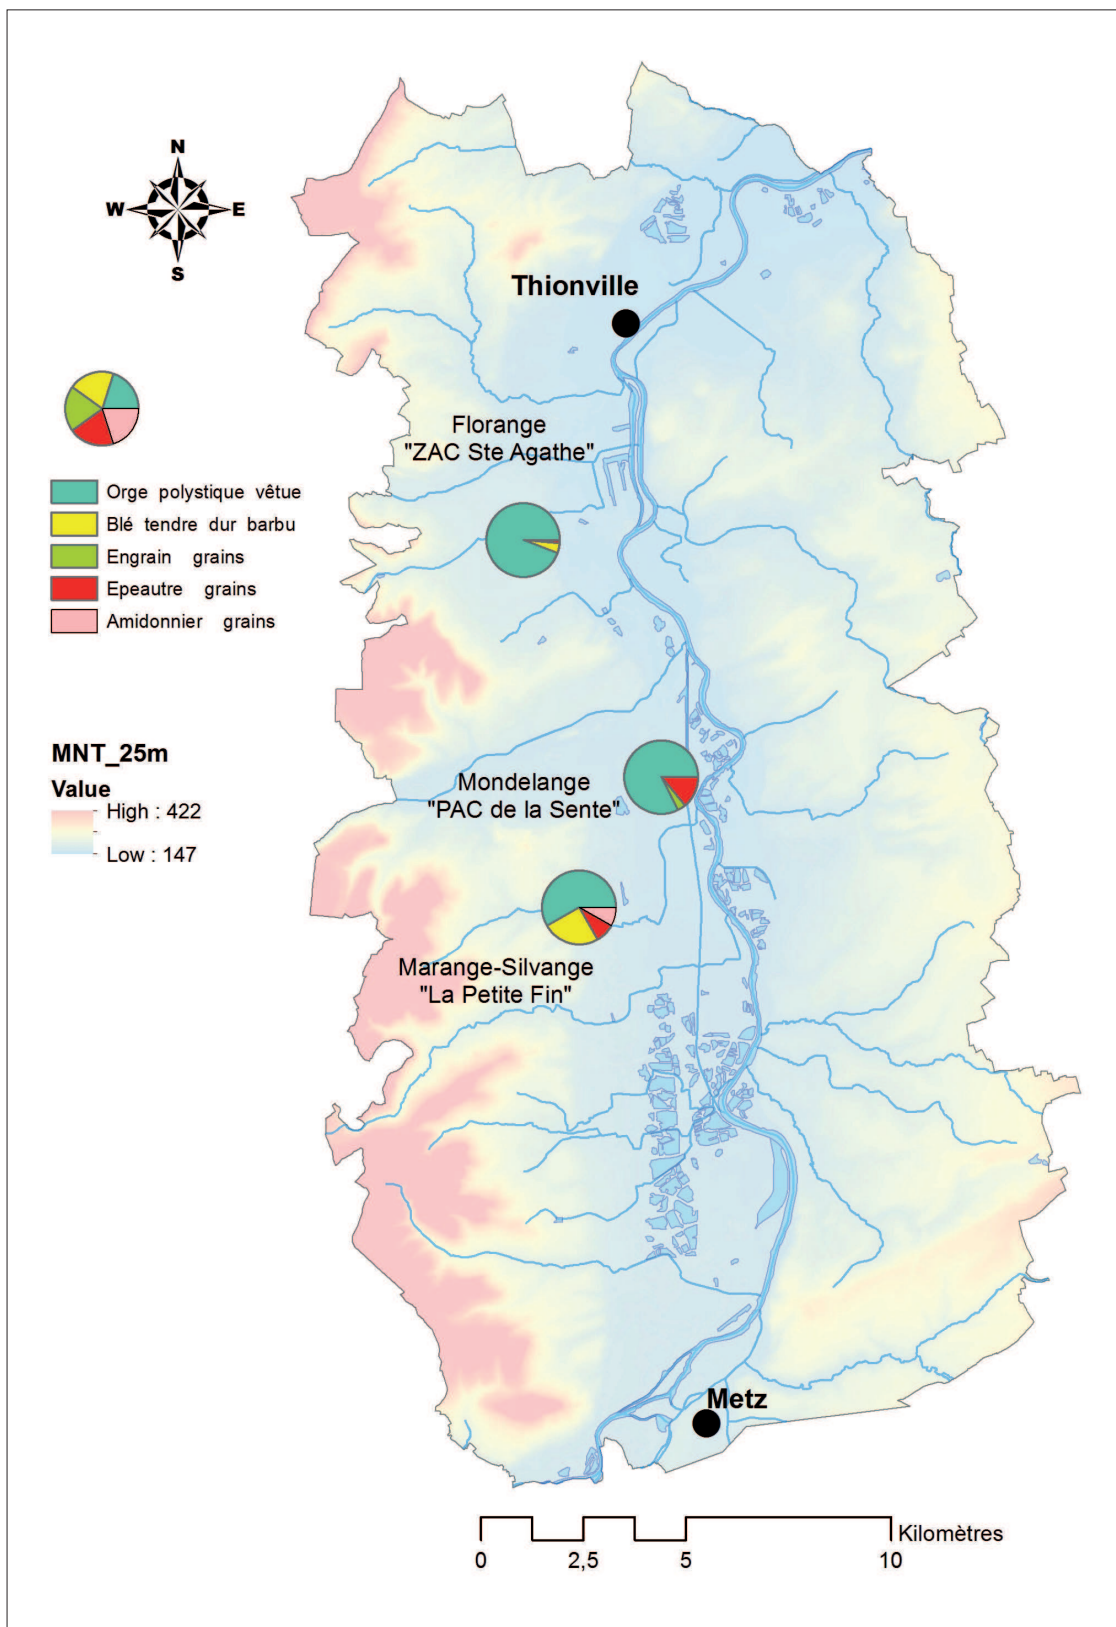 N
W E
S
Thionville
Florange
"ZAC Ste Agathe"
Orge polystique vêtue
Blé tendre dur barbu
Engrain grains
Epeautre grains
Amidonnier grains
MNT_25m
Value
High : 422
Low : 147
Mondelange
"PAC de la Sente"
Marange-Silvange
"La Petite Fin"
Metz
Kilomètres
0 2,5 5 10